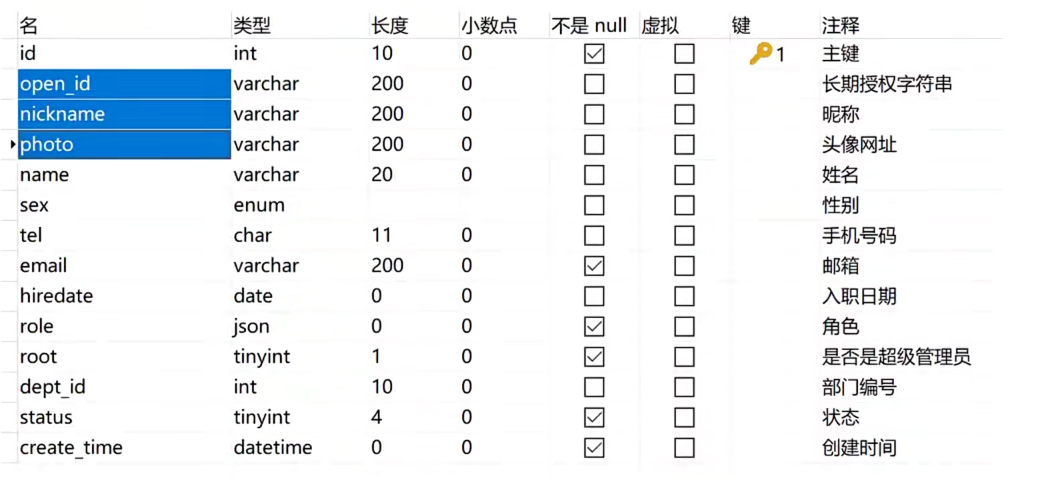 名 类型 长度 小数点 不是 null 虚拟 键 注释
id int 10 0 1 主键
open_id varchar 200 0 长期授权字符串
nickname varchar 200 0 昵称
photo varchar 200 0 头像网址
name varchar 20 0 姓名
sex enum 性别
tel char 11 0 手机号码
email varchar 200 0 邮箱
hiredate date 0 0 入职日期
role json 0 0 角色
root tinyint 1 0 是否是超级管理员
dept_id int 10 0 部门编号
status tinyint 4 0 状态
create_time datetime 0 0 创建时间